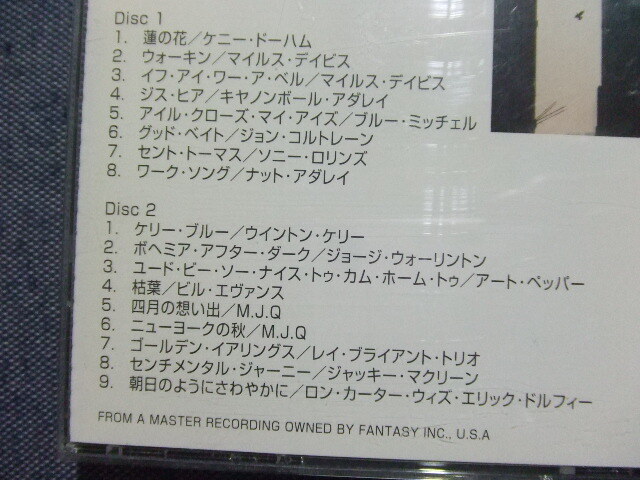 Disc 1
1. 蓮の花／ケニー・ドーハム
2. ウォーキン／マイルス・デイビス
3. イフ・アイ・ワー・ア・ベル／マイルス・デイビス
4. ジス・ヒア／キャノンボール・アダレイ
5. アイル・クローズ・マイ・アイズ／ブルー・ミッチェル
6. グッド・ベイト／ジョン・コルトレーン
7. セント・トーマス／ソニー・ロリンズ
8. ワーク・ソング／ナット・アダレイ
Disc 2
1. ケリー・ブルー／ウイントン・ケリー
2. ボヘミア・アフター・ダーク／ジョージ・ウォーリントン
3. ユード・ビー・ソー・ナイス・トゥ・カム・ホーム・トゥ／アート・ペッパー
4. 枯葉／ビル・エヴァンス
5. 四月の想い出／M.J.Q
6. ニューヨークの秋／M.J.Q
7. ゴールデン・イアリングス／レイ・ブライアント・トリオ
8. センチメンタル・ジャーニー／ジャッキー・マクリーン
9. 朝日のようにさわやかに／ロン・カーター・ウィズ・エリック・ドルフィー
FROM A MASTER RECORDING OWNED BY FANTASY INC., U.S.A